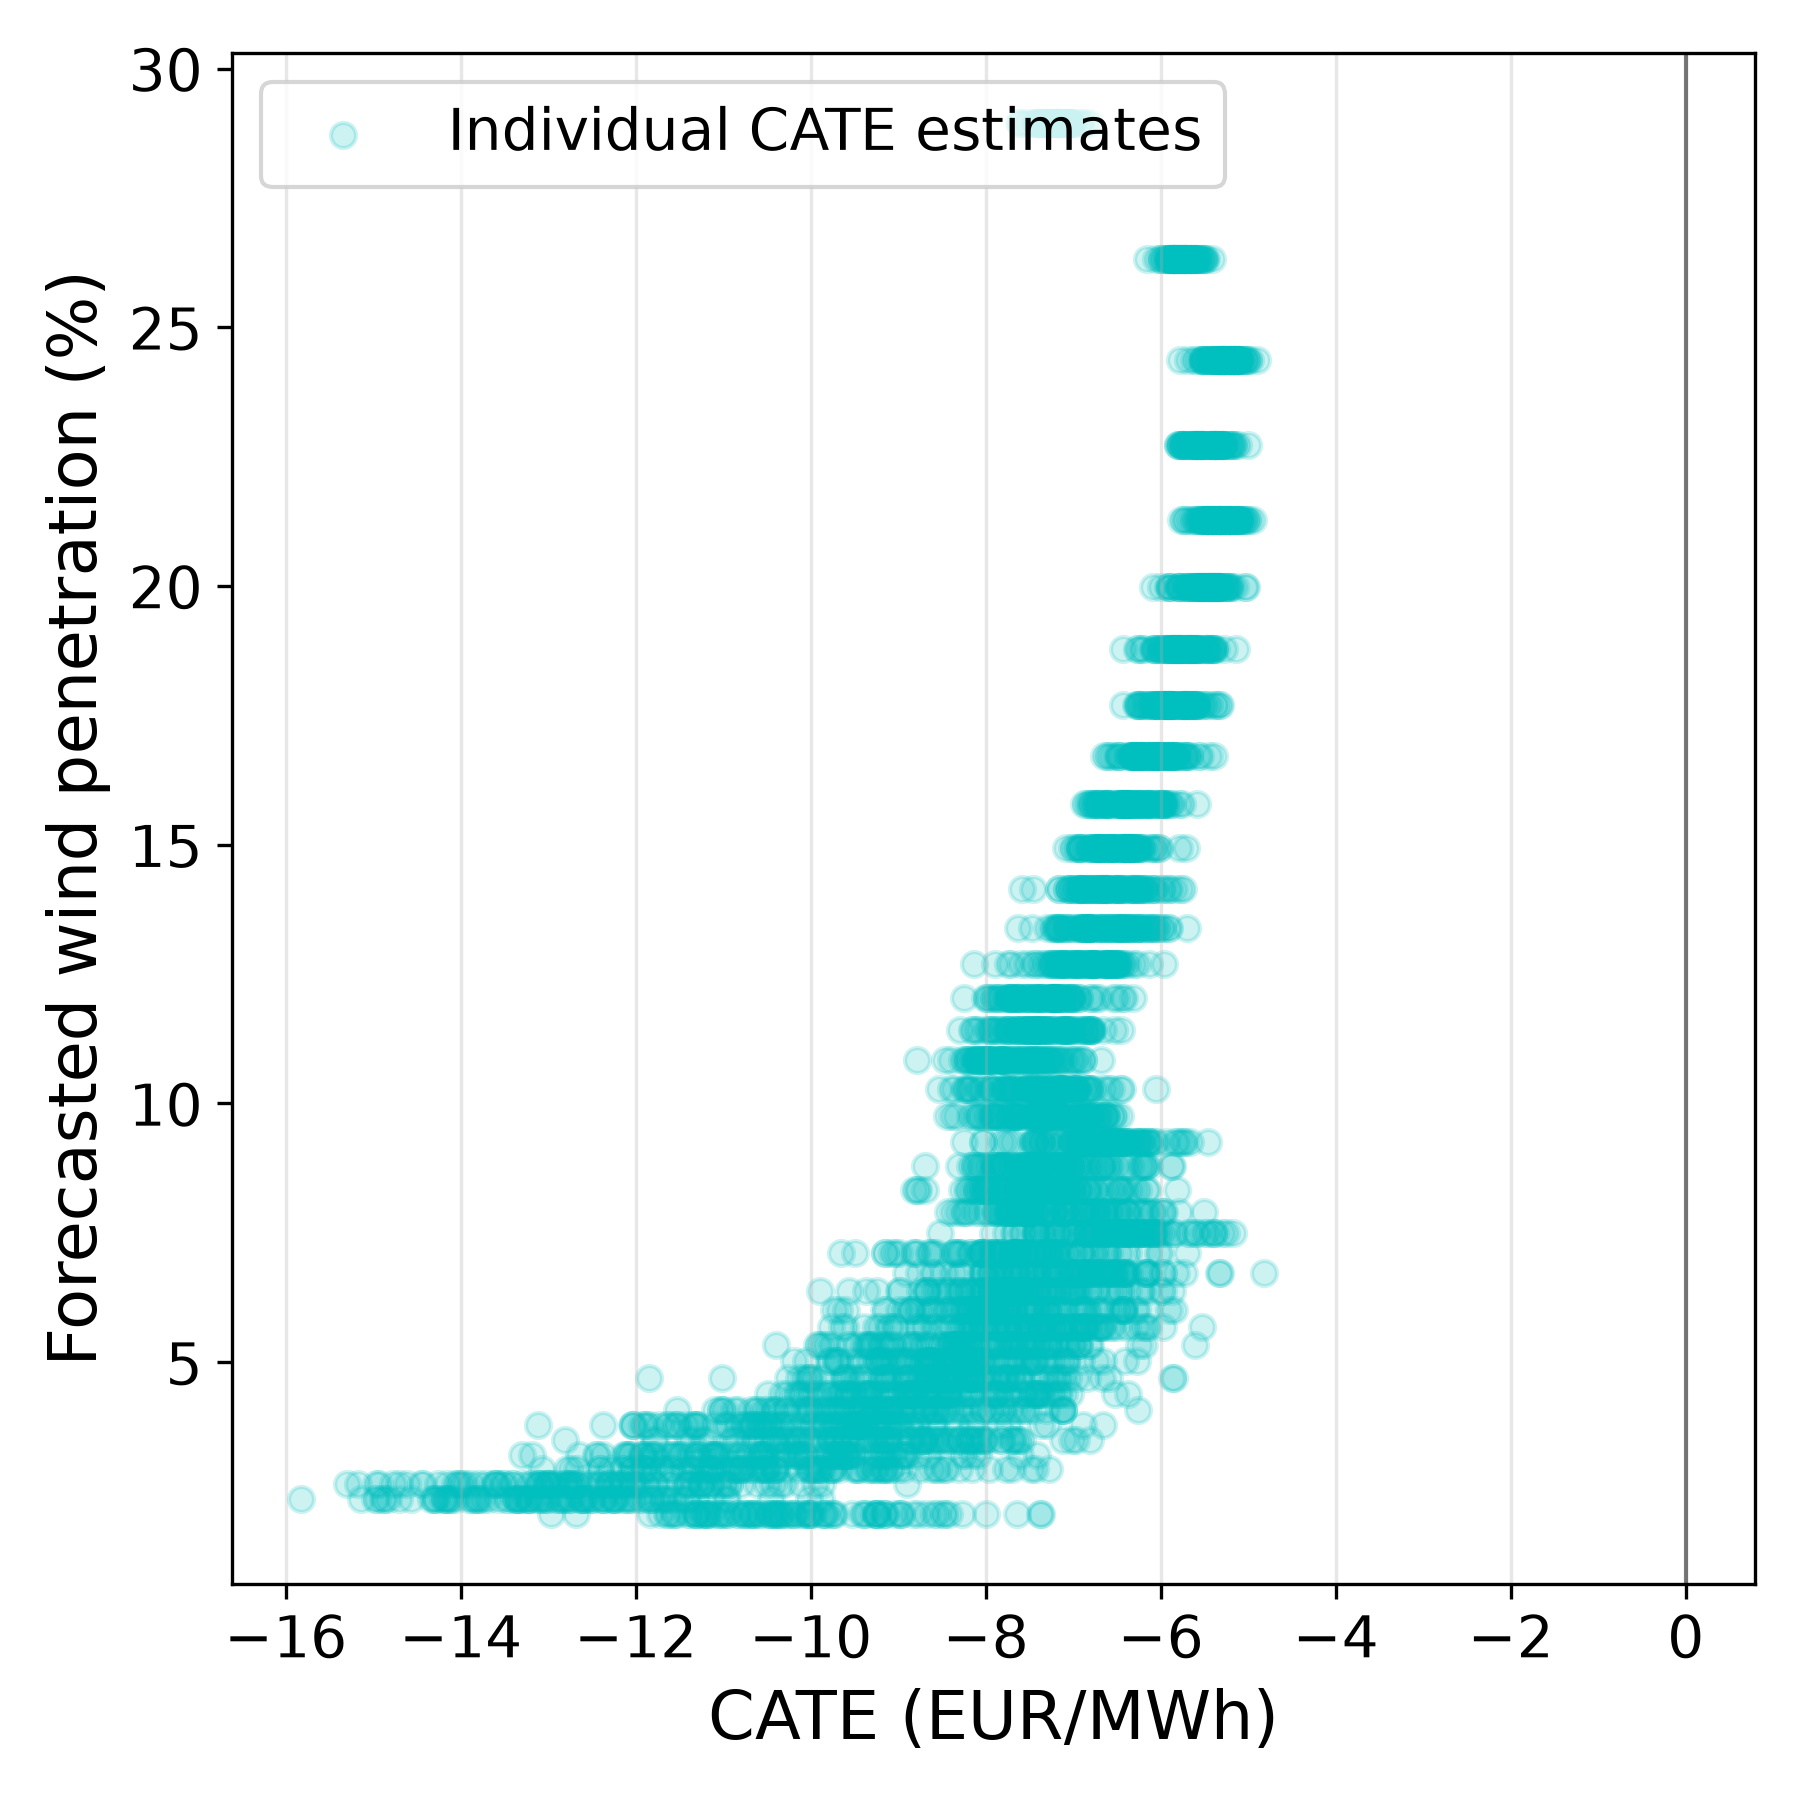 Individual CATE estimates
Forecasted wind penetration (%)
30
25
20
15
10
5
−16 −14 −12 −10 −8 −6 −4 −2 0
CATE (EUR/MWh)